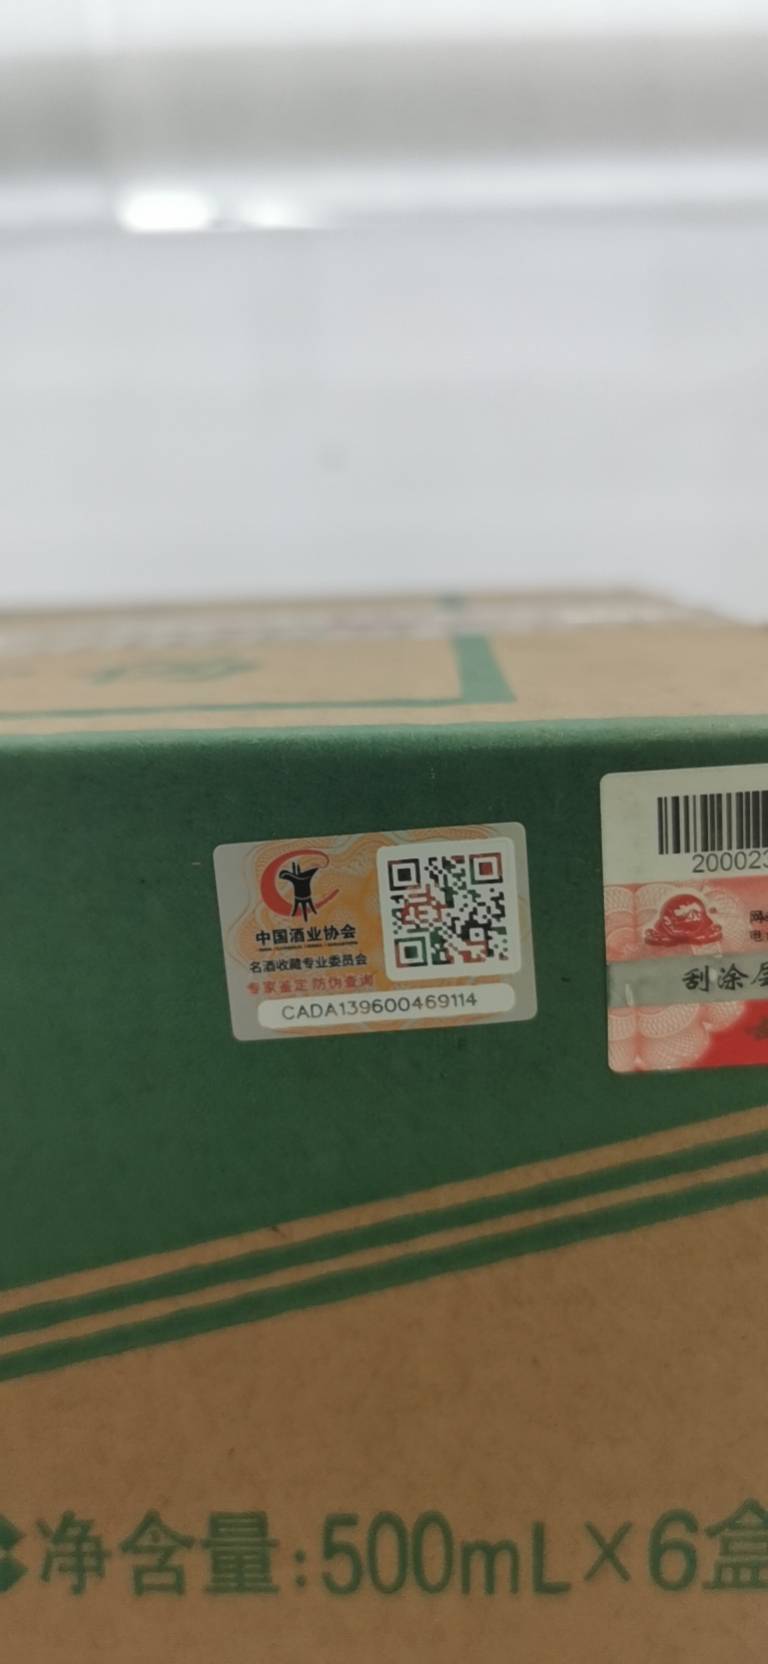 中国酒业协会
名酒收藏专业委员会
专家鉴定 防伪查询
CADA139600469114
200023
网
刮涂层
净含量:500mL×6盒